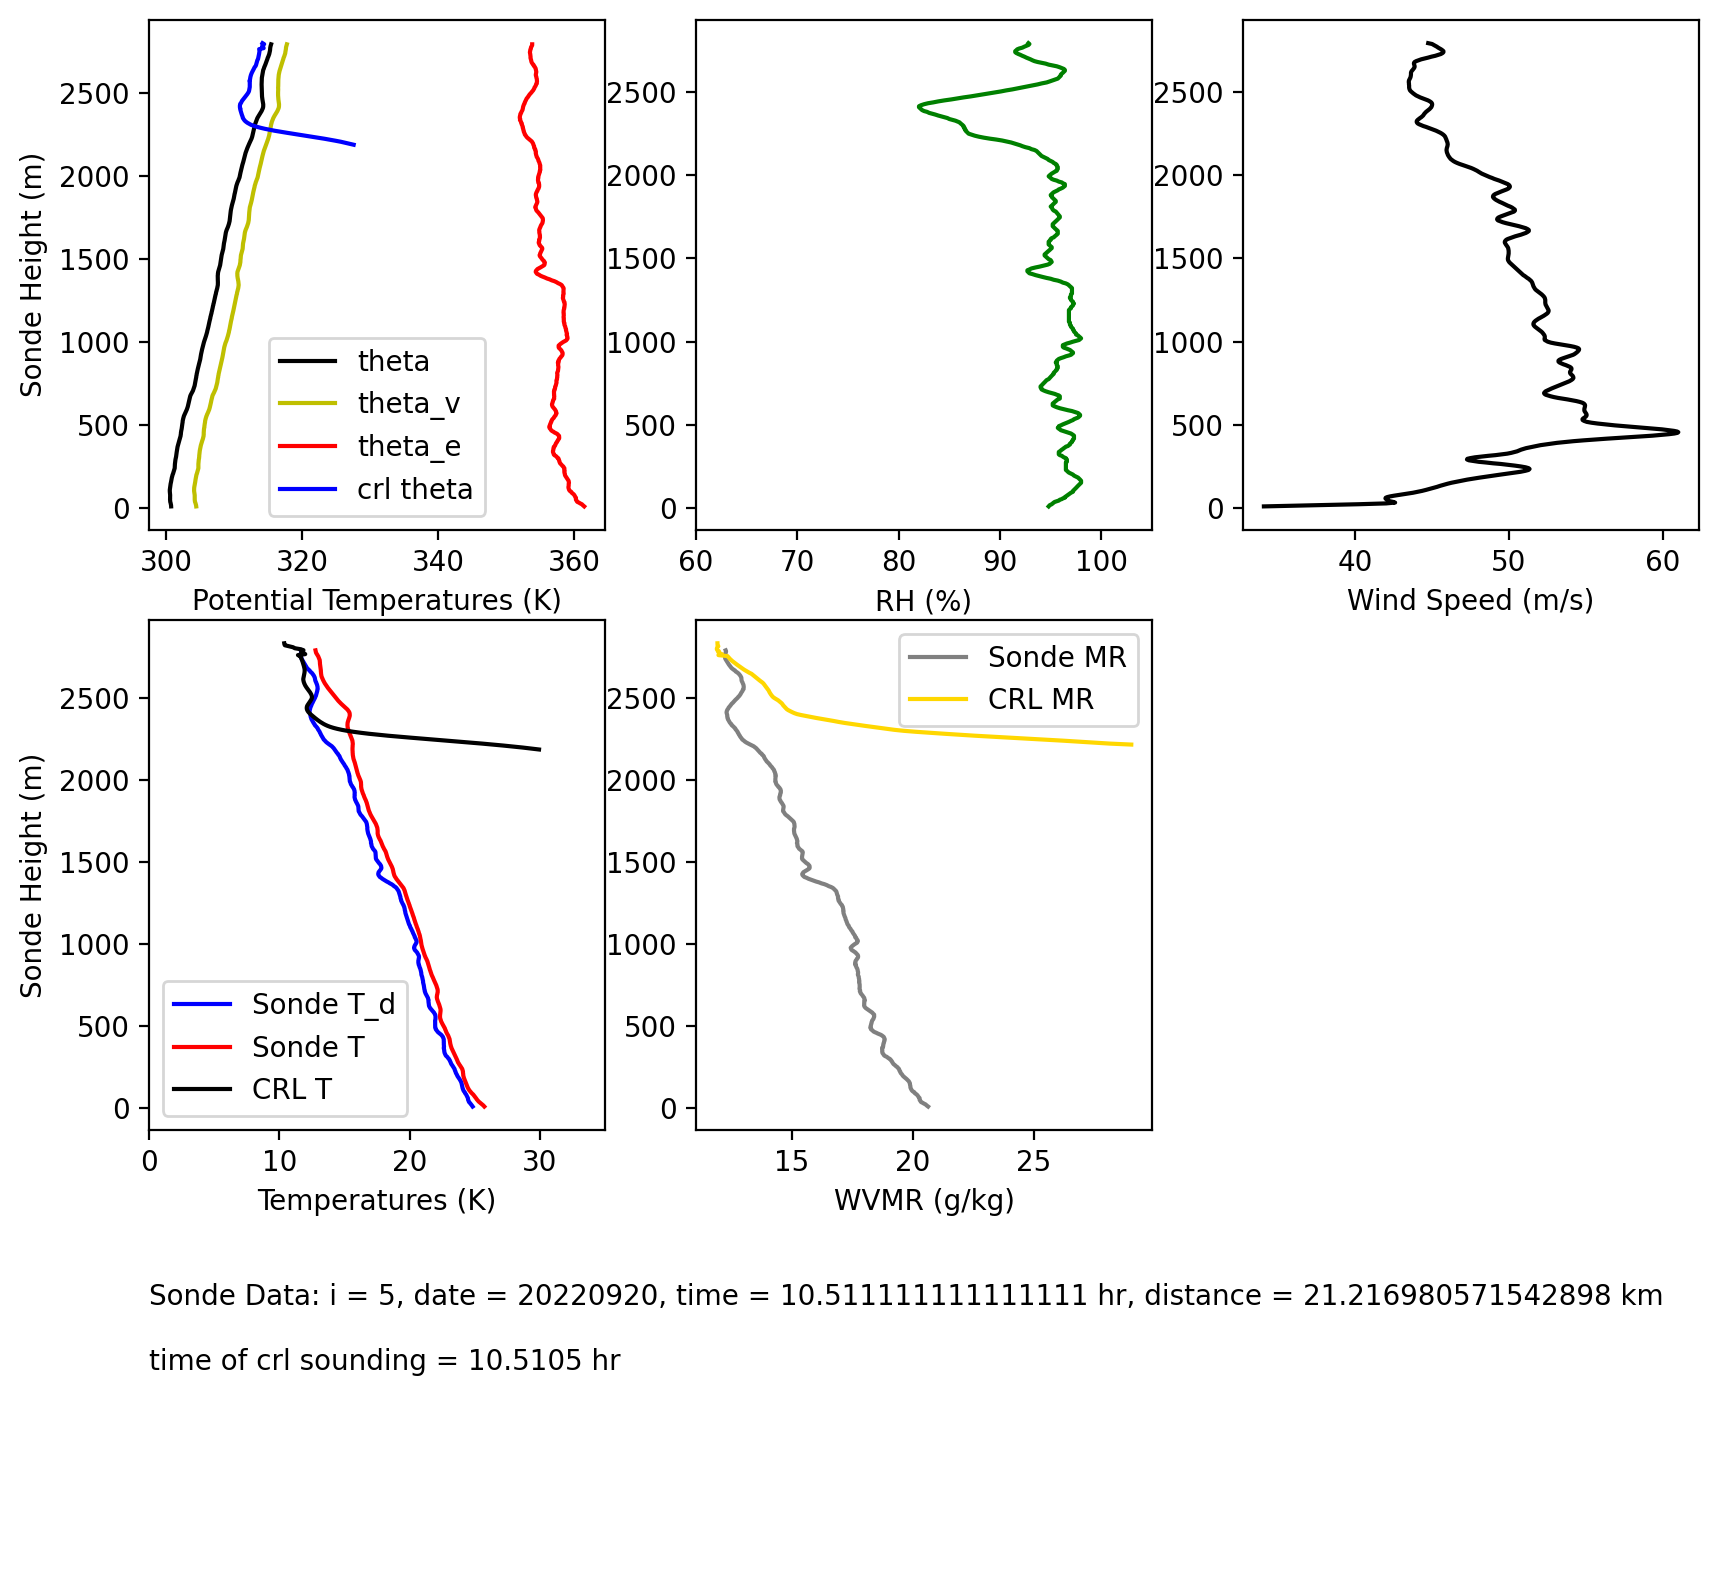 Sonde Height (m)
2500
2000
1500
1000
500
0
theta
theta_v
theta_e
crl theta
300
320
340
360
Potential Temperatures (K)
2500
2000
1500
1000
500
0
60
70
80
90
100
RH (%)
2500
2000
1500
1000
500
0
40
50
60
Wind Speed (m/s)
Sonde Height (m)
2500
2000
1500
1000
500
0
Sonde T_d
Sonde T
CRL T
0
10
20
30
Temperatures (K)
2500
2000
1500
1000
500
0
Sonde MR
CRL MR
15
20
25
WVMR (g/kg)
Sonde Data: i = 5, date = 20220920, time = 10.511111111111111 hr, distance = 21.216980571542898 km
time of crl sounding = 10.5105 hr